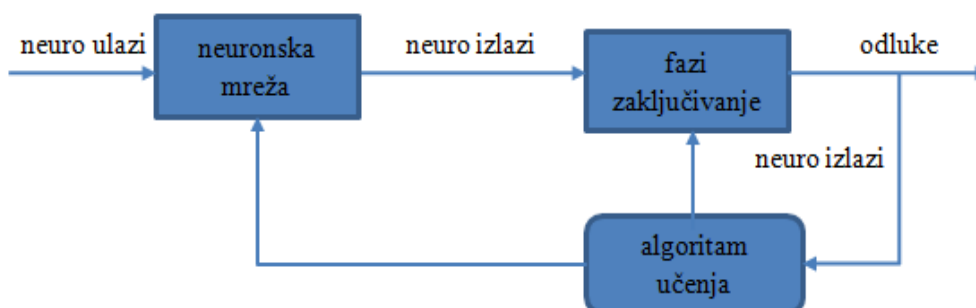 neuro ulazi
neuronska
mreža
neuro izlazi
fazi
zaključivanje
odluke
neuro izlazi
algoritam
učenja